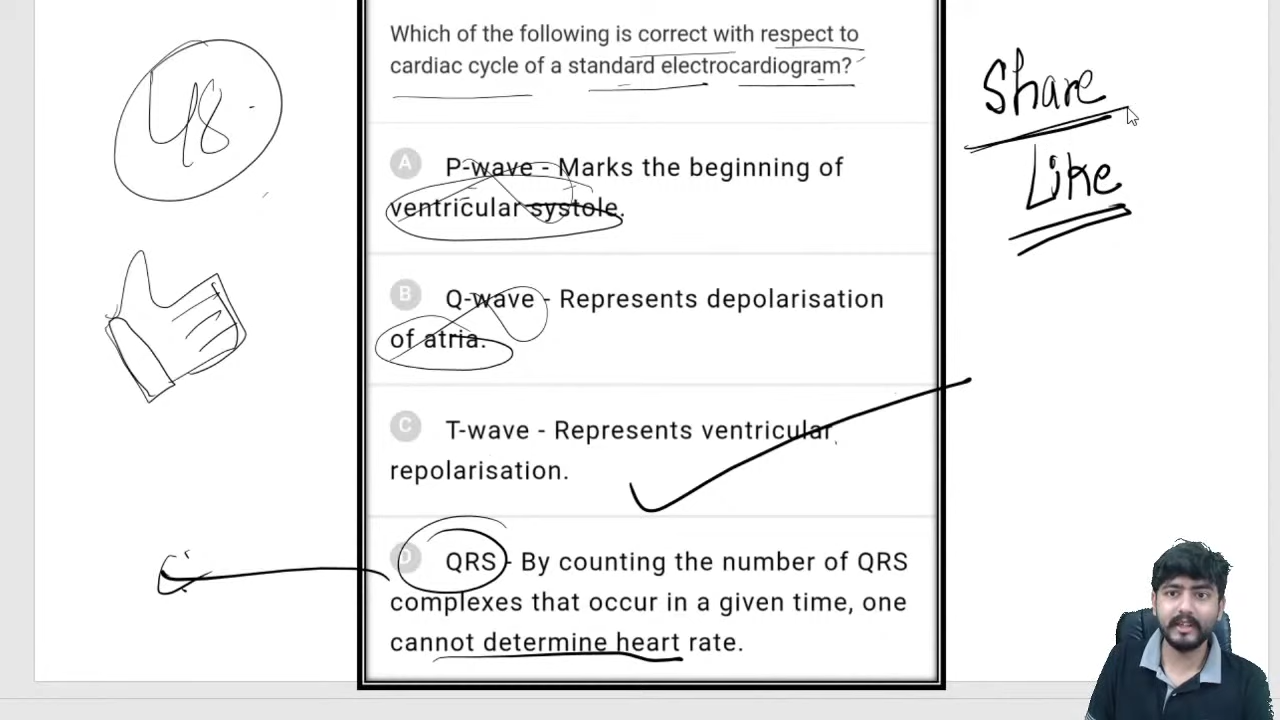 Which of the following is correct with respect to
cardiac cycle of a standard electrocardiogram?
48
Share
Like
A P-wave - Marks the beginning of
ventricular systole.
B Q-wave - Represents depolarisation
of atria.
C T-wave - Represents ventricular
repolarisation.
D QRS - By counting the number of QRS
complexes that occur in a given time, one
cannot determine heart rate.